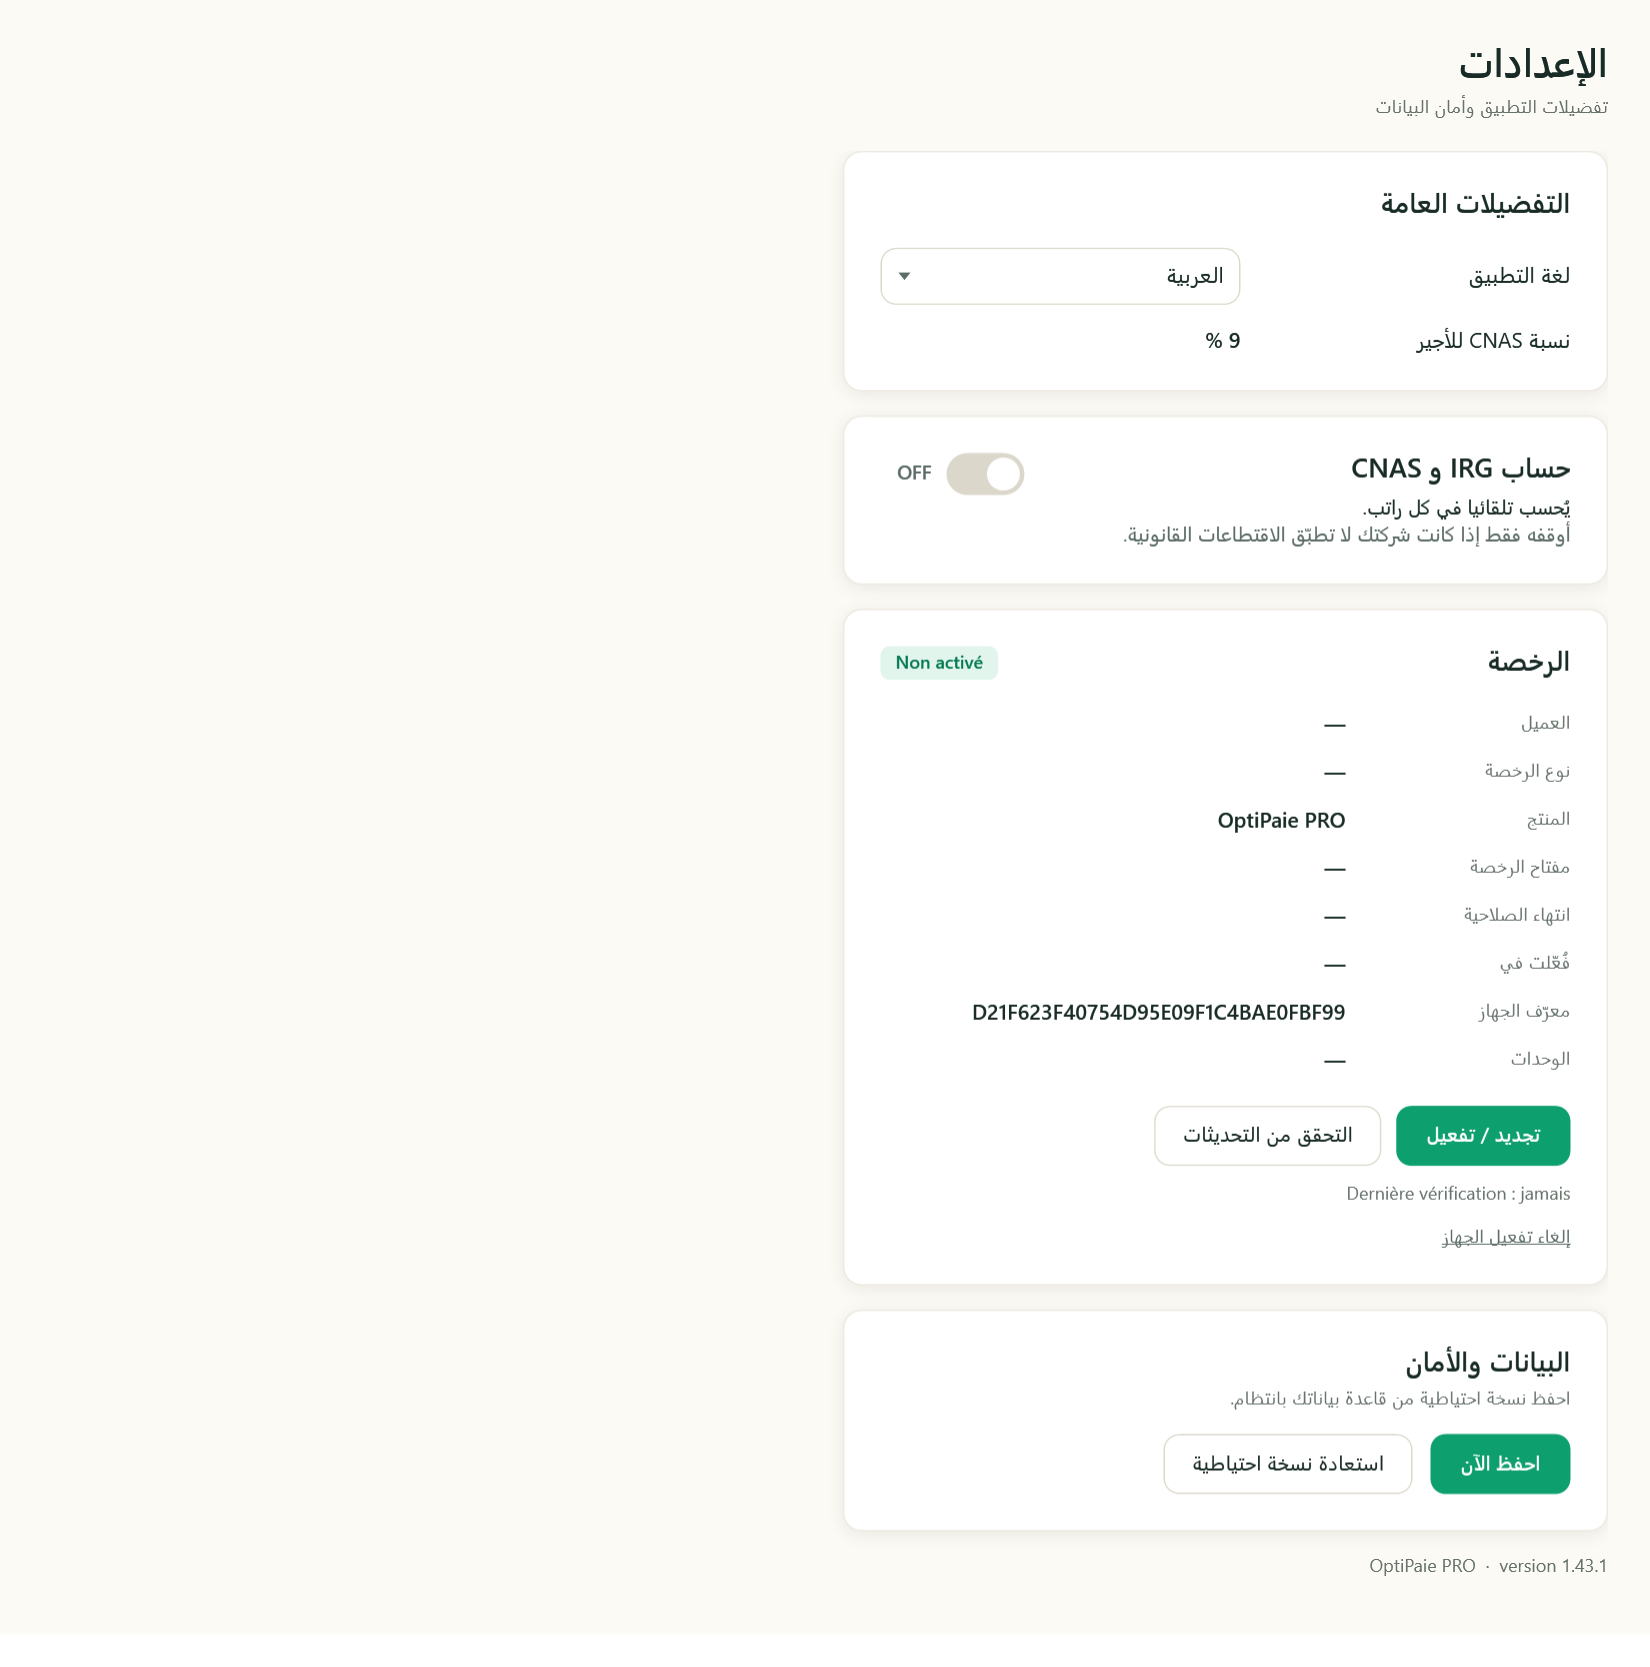 الإعدادات
تفضيلات التطبيق وأمان البيانات
التفضيلات العامة
لغة التطبيق
العربية
نسبة CNAS للأجير
9 %
حساب IRG و CNAS
OFF
يُحسب تلقائيا في كل راتب.
أوقفه فقط إذا كانت شركتك لا تطبّق الاقتطاعات القانونية.
الرخصة
Non activé
العميل
—
نوع الرخصة
—
المنتج
OptiPaie PRO
مفتاح الرخصة
—
انتهاء الصلاحية
—
فُعّلت في
—
معرّف الجهاز
D21F623F40754D95E09F1C4BAE0FBF99
الوحدات
—
تجديد / تفعيل
التحقق من التحديثات
Dernière vérification : jamais
إلغاء تفعيل الجهاز
البيانات والأمان
احفظ نسخة احتياطية من قاعدة بياناتك بانتظام.
احفظ الآن
استعادة نسخة احتياطية
OptiPaie PRO · version 1.43.1